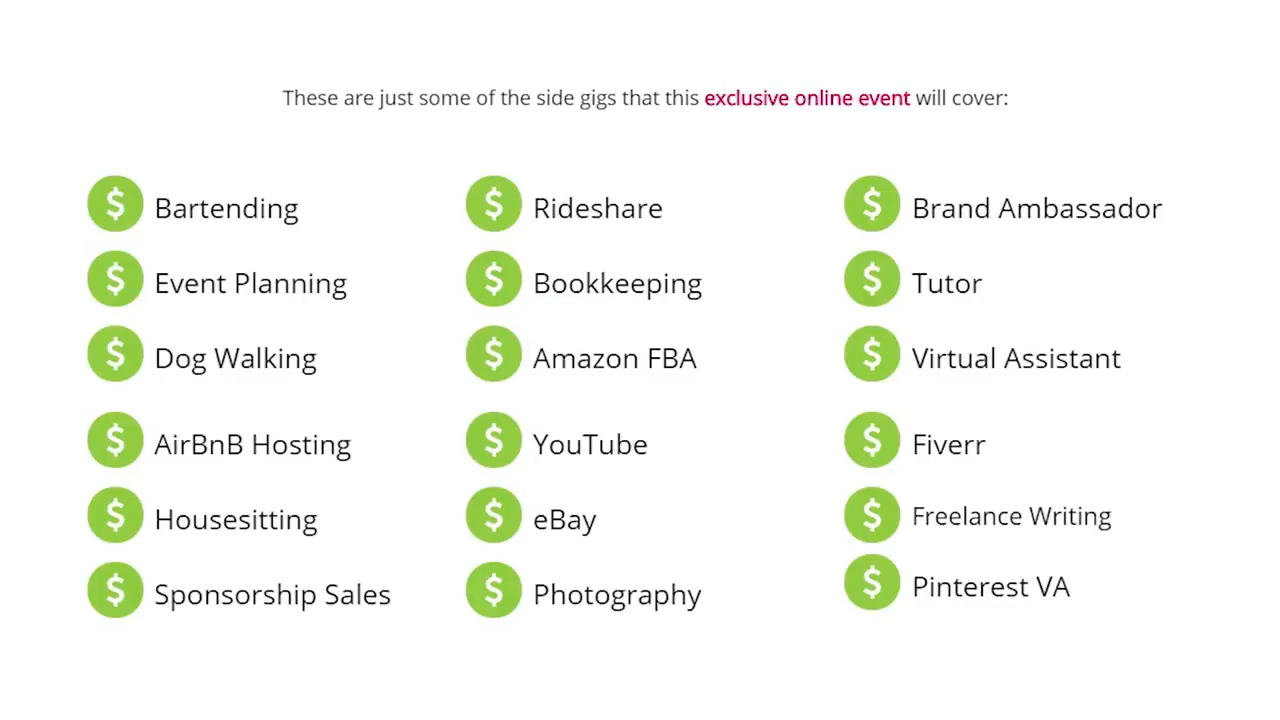 These are just some of the side gigs that this exclusive online event will cover:
$ Bartending
$ Event Planning
$ Dog Walking
$ AirBnB Hosting
$ Housesitting
$ Sponsorship Sales
$ Rideshare
$ Bookkeeping
$ Amazon FBA
$ YouTube
$ eBay
$ Photography
$ Brand Ambassador
$ Tutor
$ Virtual Assistant
$ Fiverr
$ Freelance Writing
$ Pinterest VA